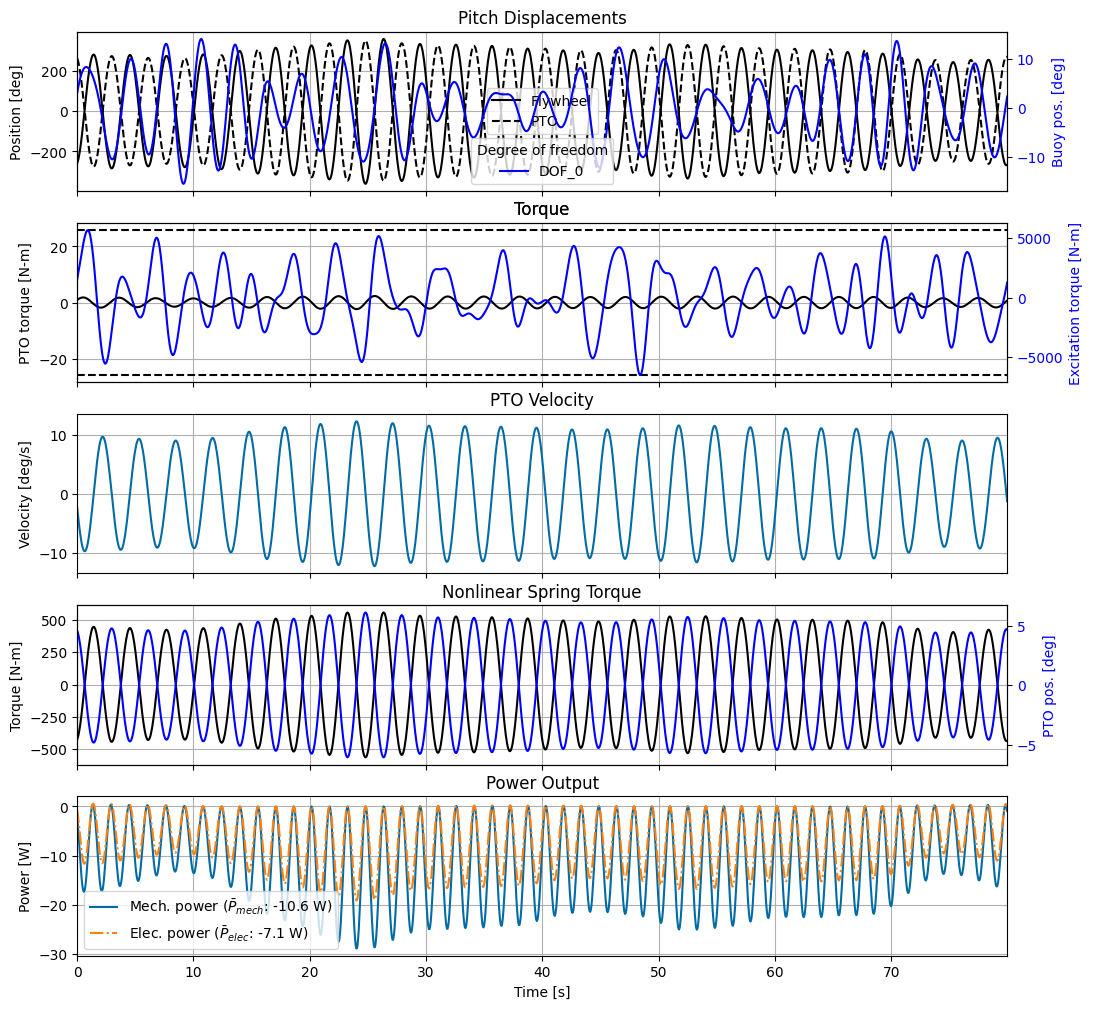 Pitch Displacements
Position [deg]
200
0
−200
Flywheel
PTO
Degree of freedom
DOF_0
10
0
−10
Buoy pos. [deg]
Torque
PTO torque [N-m]
20
0
−20
5000
0
−5000
Excitation torque [N-m]
PTO Velocity
Velocity [deg/s]
10
0
−10
Nonlinear Spring Torque
Torque [N-m]
500
250
0
−250
−500
5
0
−5
PTO pos. [deg]
Power Output
Power [W]
0
−10
−20
−30
Mech. power (P̄mech: -10.6 W)
Elec. power (P̄elec: -7.1 W)
0 10 20 30 40 50 60 70
Time [s]